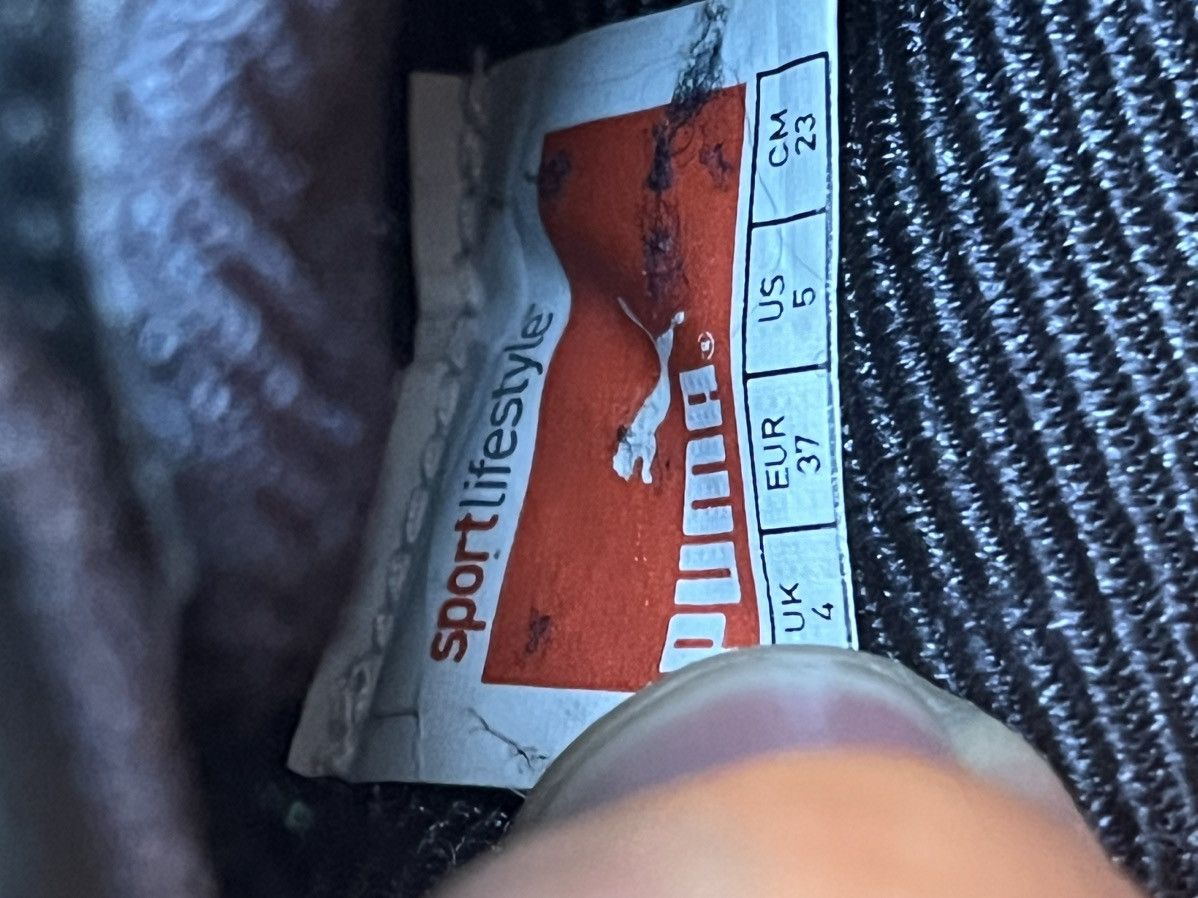 sportlifestyle
PUMA®
UK EUR US CM
4 37 5 23